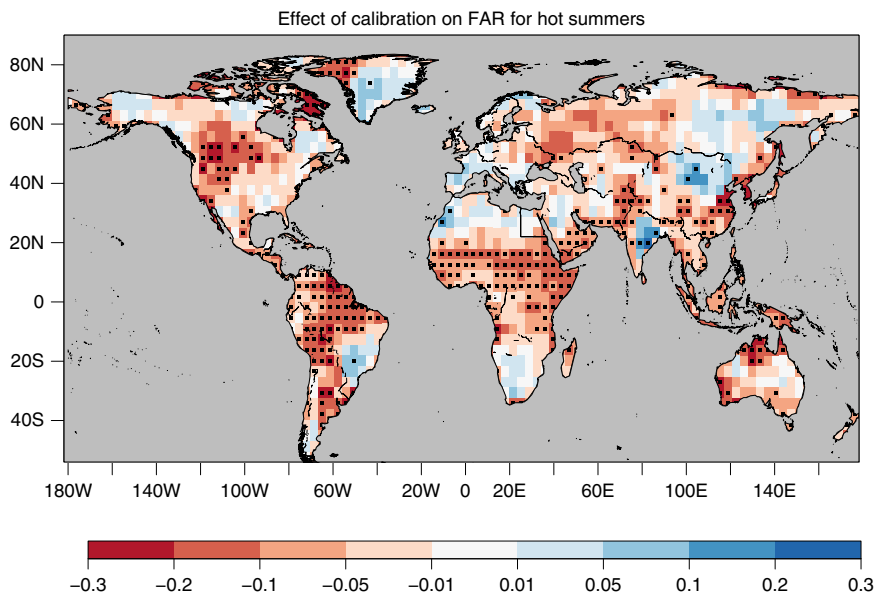 Effect of calibration on FAR for hot summers
80N
60N
40N
20N
0
20S
40S
180W 140W 100W 60W 20W 0 20E 60E 100E 140E
−0.3 −0.2 −0.1 −0.05 −0.01 0.01 0.05 0.1 0.2 0.3